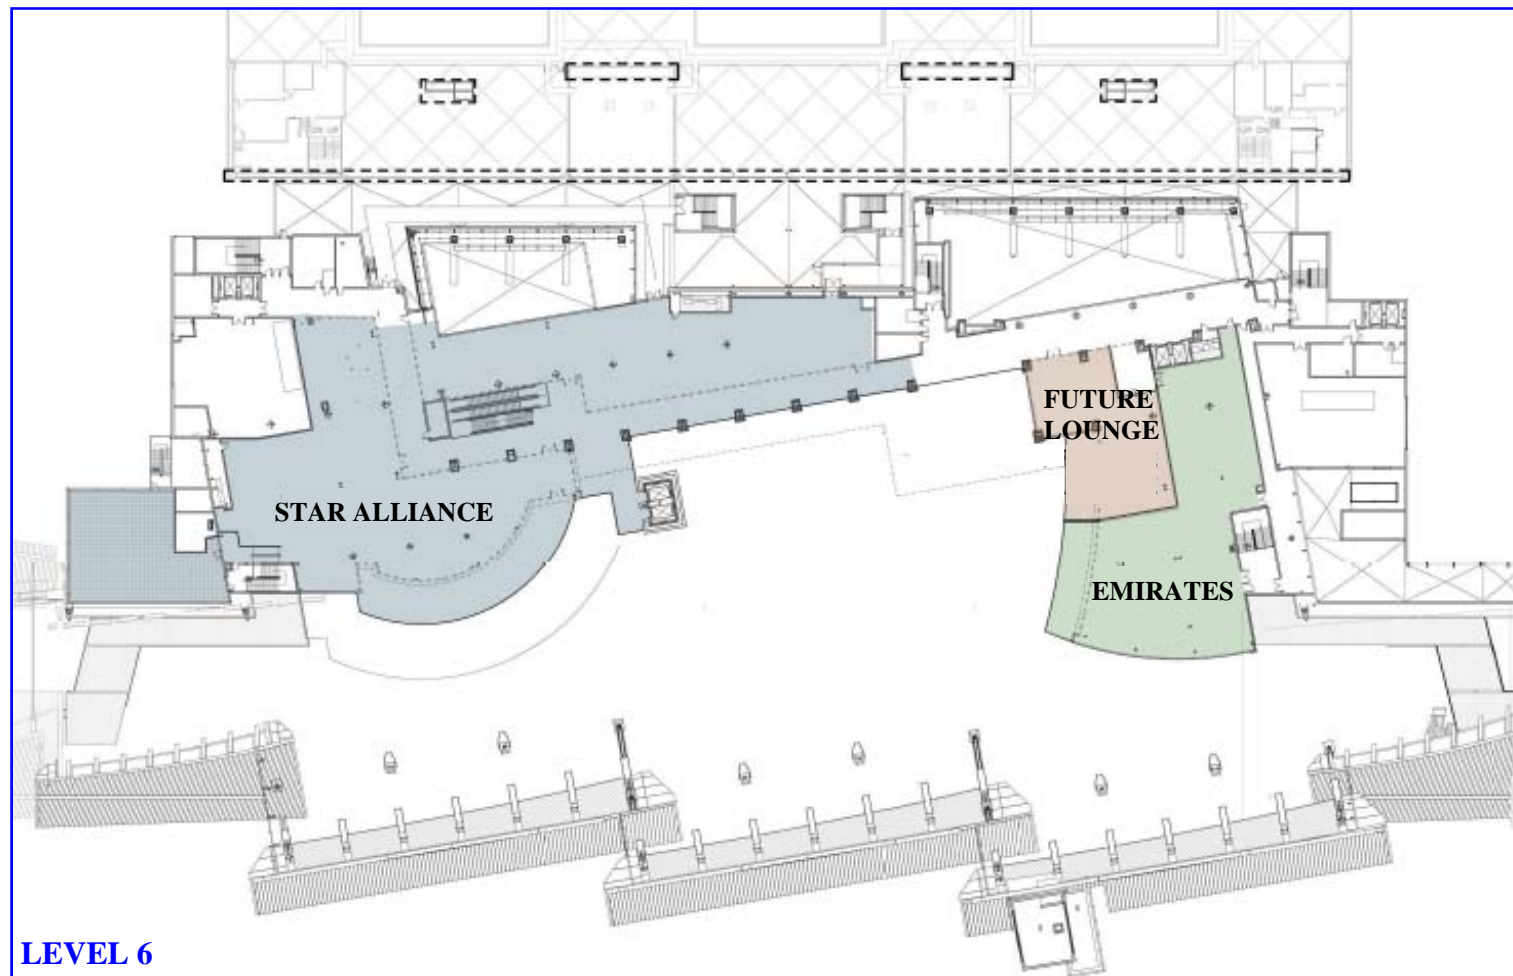 FUTURE
LOUNGE
STAR ALLIANCE
EMIRATES
LEVEL 6